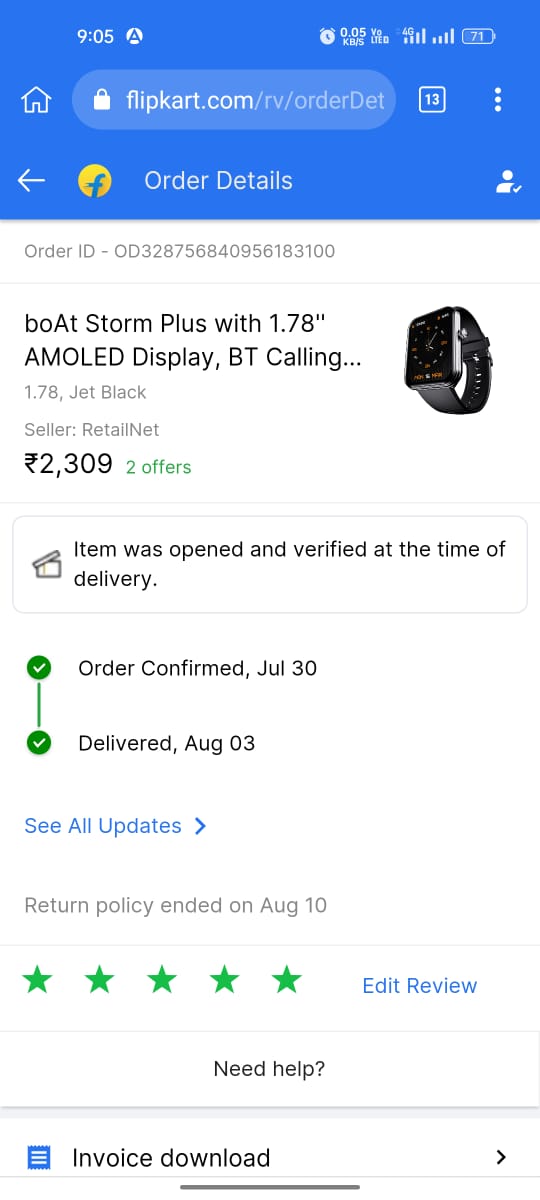 9:05
0.05 KB/S
Vo LTED
4G
71
flipkart.com/rv/orderDet
13
Order Details
Order ID - OD328756840956183100
boAt Storm Plus with 1.78"
AMOLED Display, BT Calling...
1.78, Jet Black
Seller: RetailNet
₹2,309 2 offers
Item was opened and verified at the time of
delivery.
Order Confirmed, Jul 30
Delivered, Aug 03
See All Updates
Return policy ended on Aug 10
Edit Review
Need help?
Invoice download